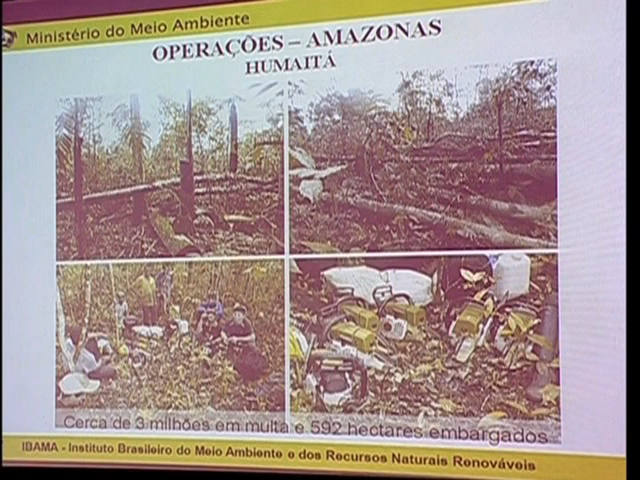 Ministério do Meio Ambiente
OPERAÇÕES – AMAZONAS
HUMAITÁ
Cerca de 3 milhões em multa e 592 hectares embargados
IBAMA - Instituto Brasileiro do Meio Ambiente e dos Recursos Naturais Renováveis